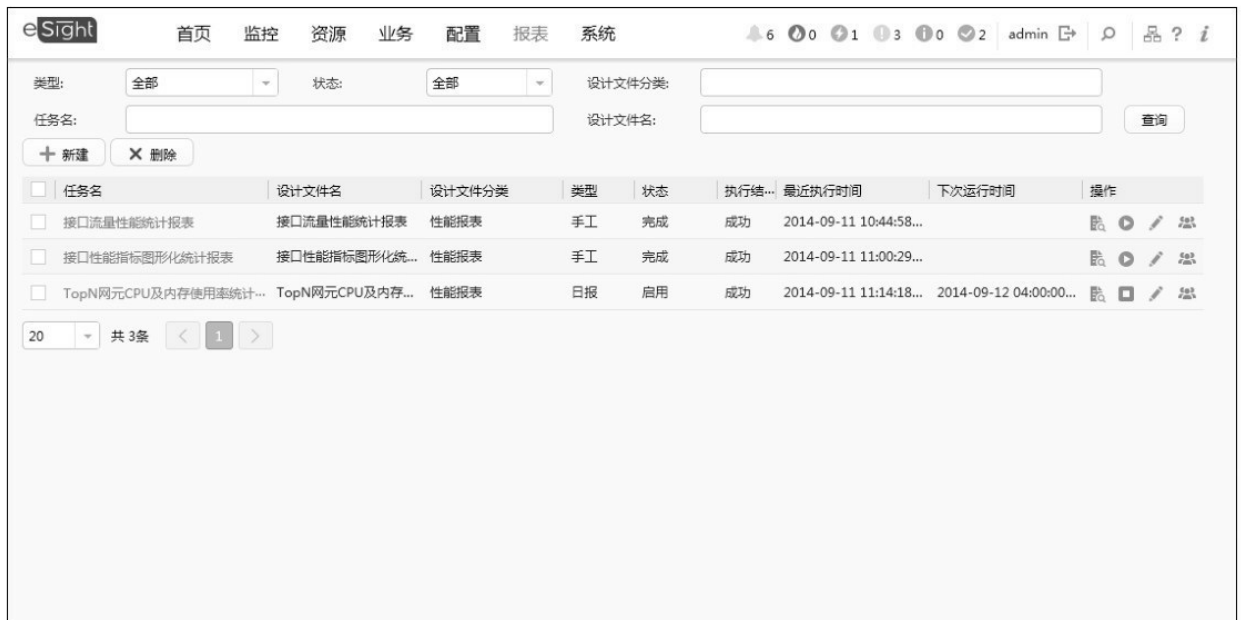 eSight 首页 监控 资源 业务 配置 报表 系统 6 0 1 3 0 2 admin ? i
类型: 全部 状态: 全部 设计文件分类:
任务名: 设计文件名: 查询
新建 删除
任务名 设计文件名 设计文件分类 类型 状态 执行结... 最近执行时间 下次运行时间 操作
接口流量性能统计报表 接口流量性能统计报表 性能报表 手工 完成 成功 2014-09-11 10:44:58...
接口性能指标图形化统计报表 接口性能指标图形化统... 性能报表 手工 完成 成功 2014-09-11 11:00:29...
TopN网元CPU及内存使用率统计... TopN网元CPU及内存... 性能报表 日报 启用 成功 2014-09-11 11:14:18... 2014-09-12 04:00:00...
20 共 3条 < 1 >